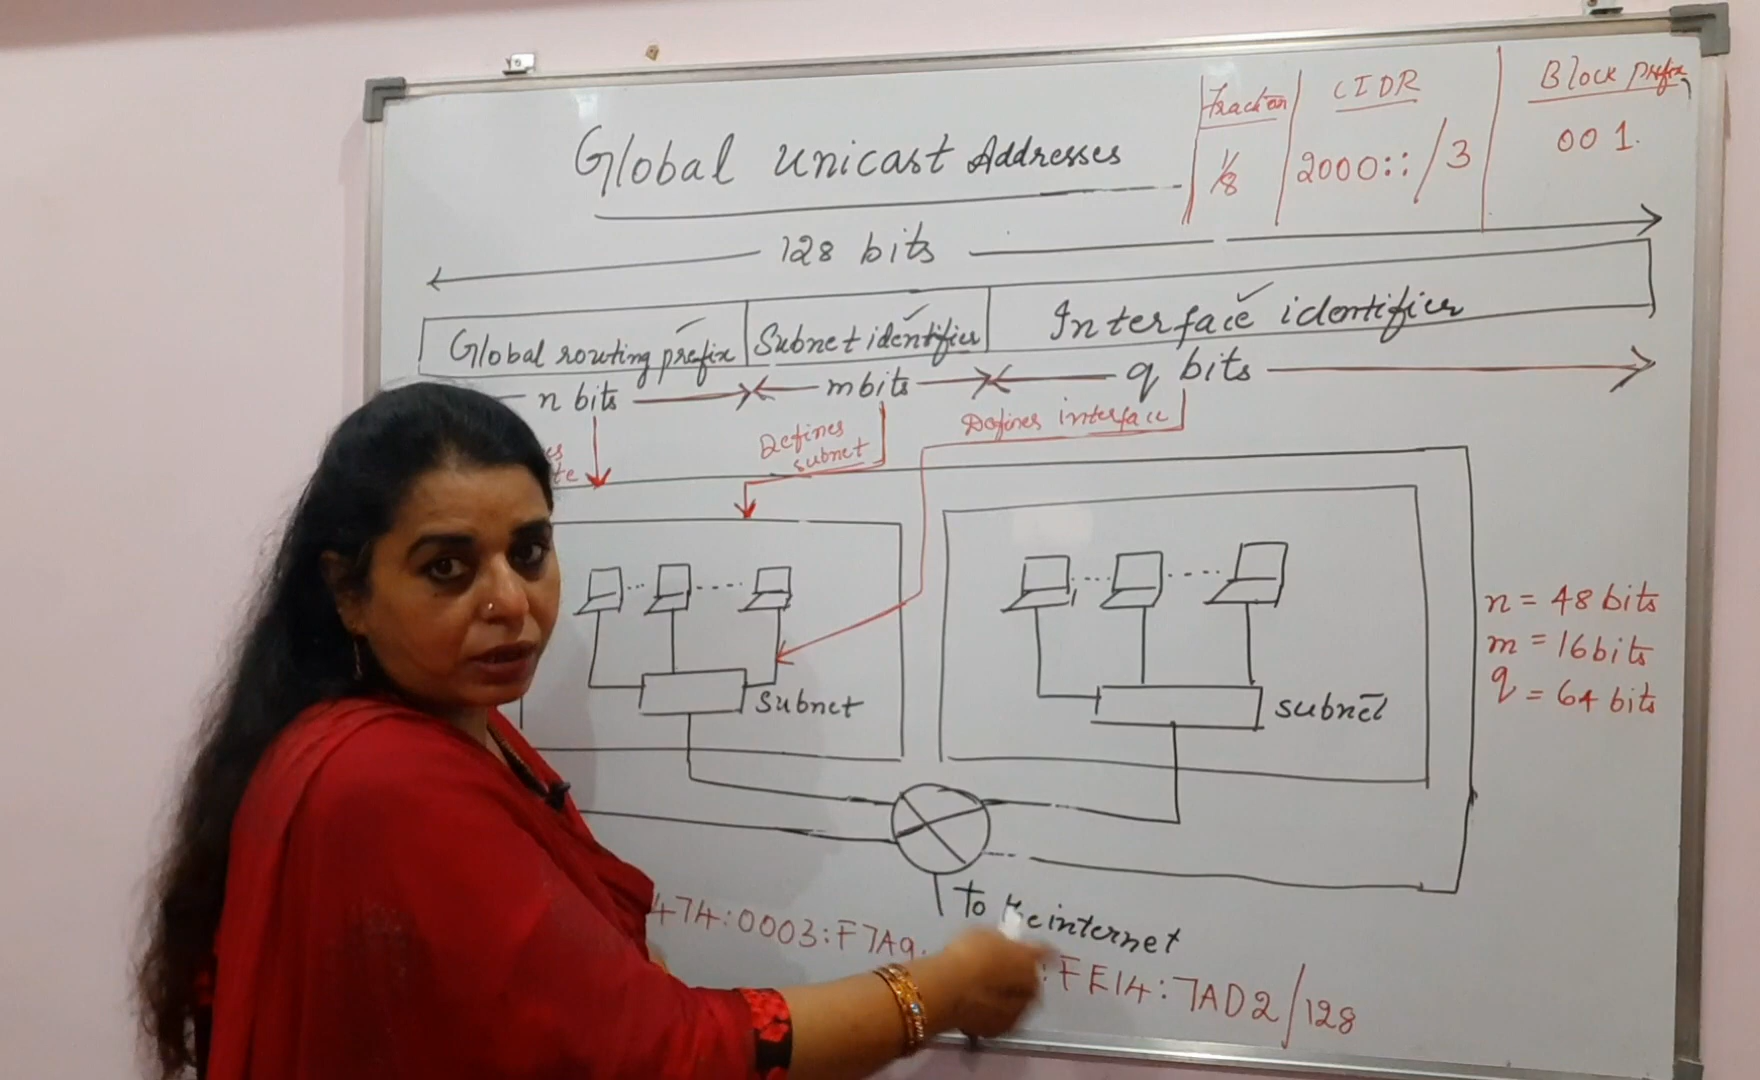 Global Unicast Addresses
Fraction
1/8
CIDR
2000::/3
Block prefix
001.
128 bits
Global routing prefix
Subnet identifier
Interface identifier
n bits
m bits
q bits
Defines subnet
Defines interface
Subnet
subnet
n = 48 bits
m = 16 bits
q = 64 bits
To the internet
474:0003:F7A9
:FE14:7AD2/128